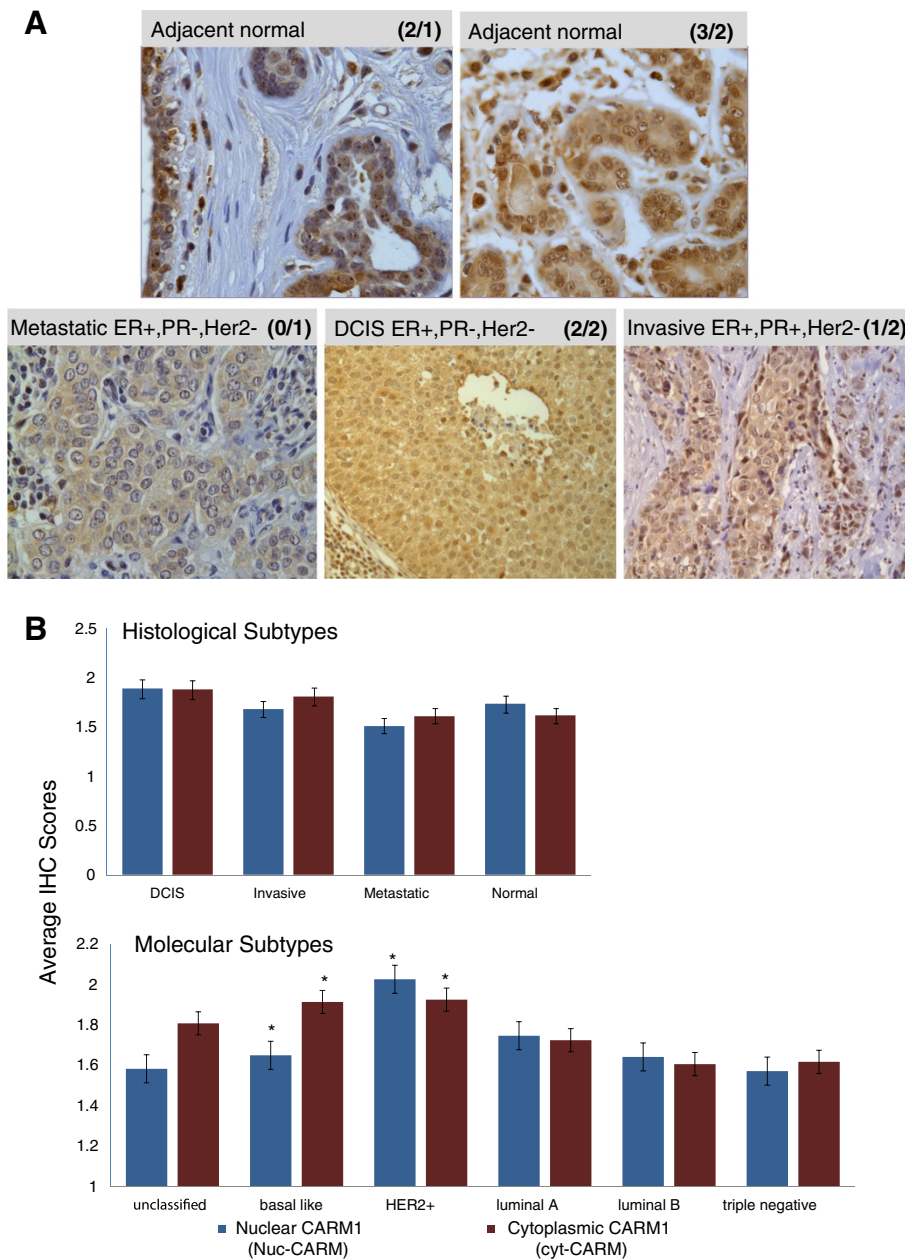 A
Adjacent normal (2/1)
Adjacent normal (3/2)
Metastatic ER+,PR-,Her2- (0/1)
DCIS ER+,PR-,Her2- (2/2)
Invasive ER+,PR+,Her2- (1/2)
B
Histological Subtypes
2.5
2
1.5
1
0.5
0
DCIS
Invasive
Metastatic
Normal
Average IHC Scores
Molecular Subtypes
2.2
2
1.8
1.6
1.4
1.2
1
*
*
*
*
unclassified
basal like
HER2+
luminal A
luminal B
triple negative
Nuclear CARM1
(Nuc-CARM)
Cytoplasmic CARM1
(cyt-CARM)